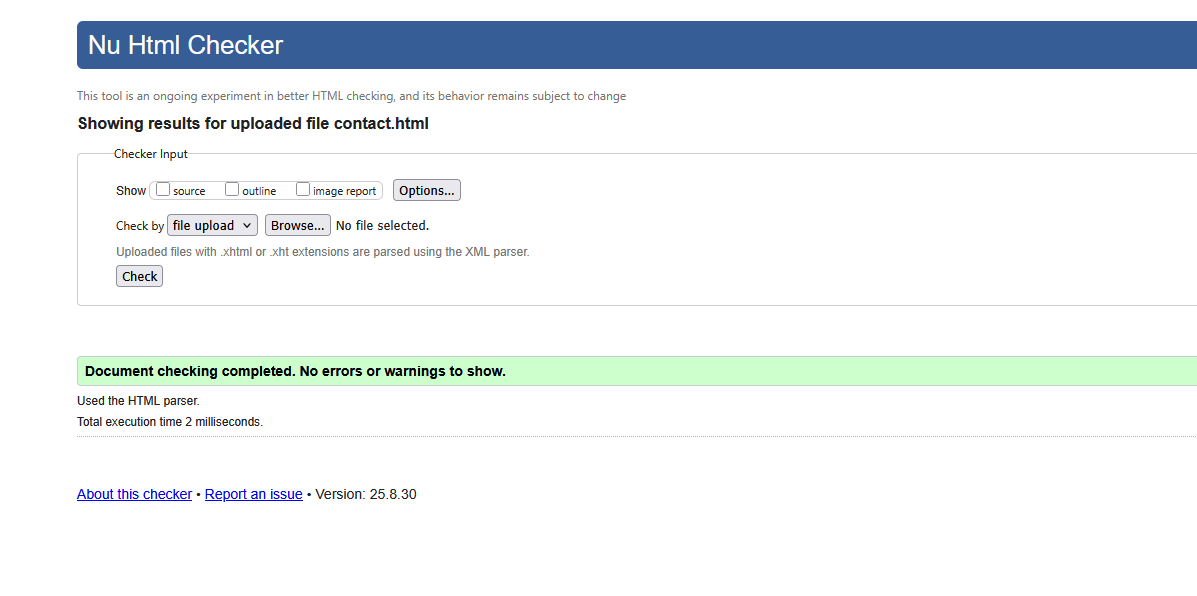 Nu Html Checker
This tool is an ongoing experiment in better HTML checking, and its behavior remains subject to change
Showing results for uploaded file contact.html
Checker Input
Show source outline image report Options...
Check by file upload Browse... No file selected.
Uploaded files with .xhtml or .xht extensions are parsed using the XML parser.
Check
Document checking completed. No errors or warnings to show.
Used the HTML parser.
Total execution time 2 milliseconds.
About this checker • Report an issue • Version: 25.8.30